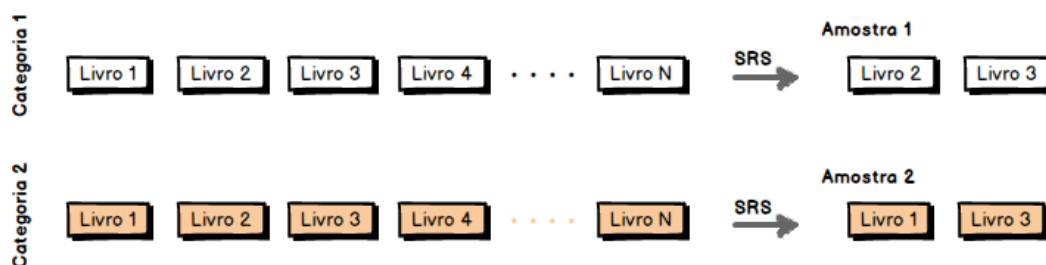 Categoria 1
Livro 1 Livro 2 Livro 3 Livro 4 .... Livro N
SRS
Amostra 1
Livro 2 Livro 3
Categoria 2
Livro 1 Livro 2 Livro 3 Livro 4 .... Livro N
SRS
Amostra 2
Livro 1 Livro 3